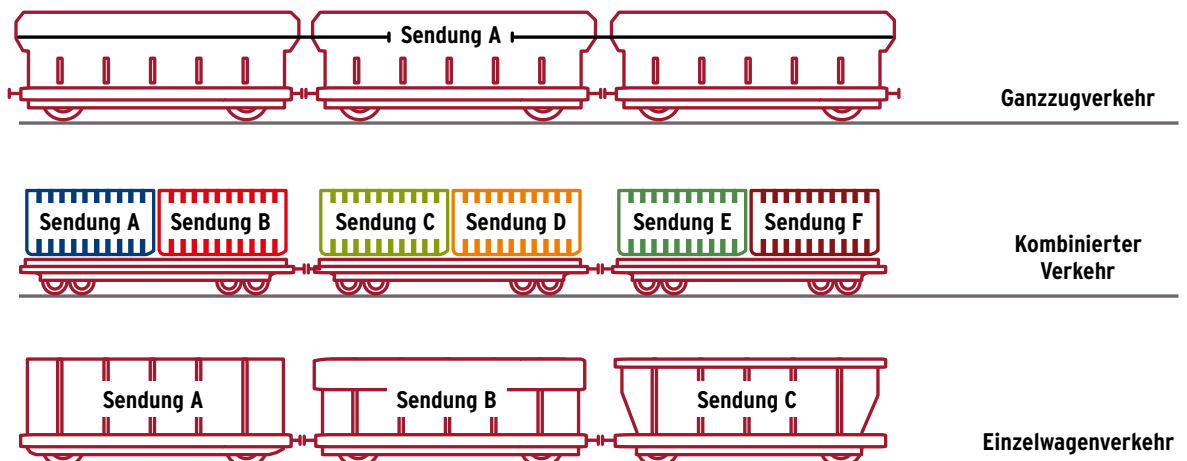 Sendung A
Ganzzugverkehr
Sendung A Sendung B Sendung C Sendung D Sendung E Sendung F
Kombinierter
Verkehr
Sendung A Sendung B Sendung C
Einzelwagenverkehr